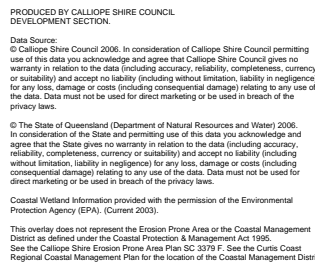 PRODUCED BY CALLIOPE SHIRE COUNCIL
DEVELOPMENT SECTION.
Data Source:
© Calliope Shire Council 2006. In consideration of Calliope Shire Council permitting
use of this data you acknowledge and agree that Calliope Shire Council gives no
warranty in relation to the data (including accuracy, reliability, completeness, currency
or suitability) and accept no liability (including without limitation, liability in negligence)
for any loss, damage or costs (including consequential damage) relating to any use of
the data. Data must not be used for direct marketing or be used in breach of the
privacy laws.
© The State of Queensland (Department of Natural Resources and Water) 2006.
In consideration of the State and permitting use of this data you acknowledge and
agree that the State gives no warranty in relation to the data (including accuracy,
reliability, completeness, currency or suitability) and accept no liability (including
without limitation, liability in negligence) for any loss, damage or costs (including
consequential damage) relating to any use of the data. Data must not be used for
direct marketing or be used in breach of the privacy laws.
Coastal Wetland Information provided with the permission of the Environmental
Protection Agency (EPA). (Current 2003).
This overlay does not represent the Erosion Prone Area or the Coastal Management
District as defined under the Coastal Protection & Management Act 1995.
See the Calliope Shire Erosion Prone Area Plan SC 3379 F. See the Curtis Coast
Regional Coastal Management Plan for the location of the Coastal Management Distri